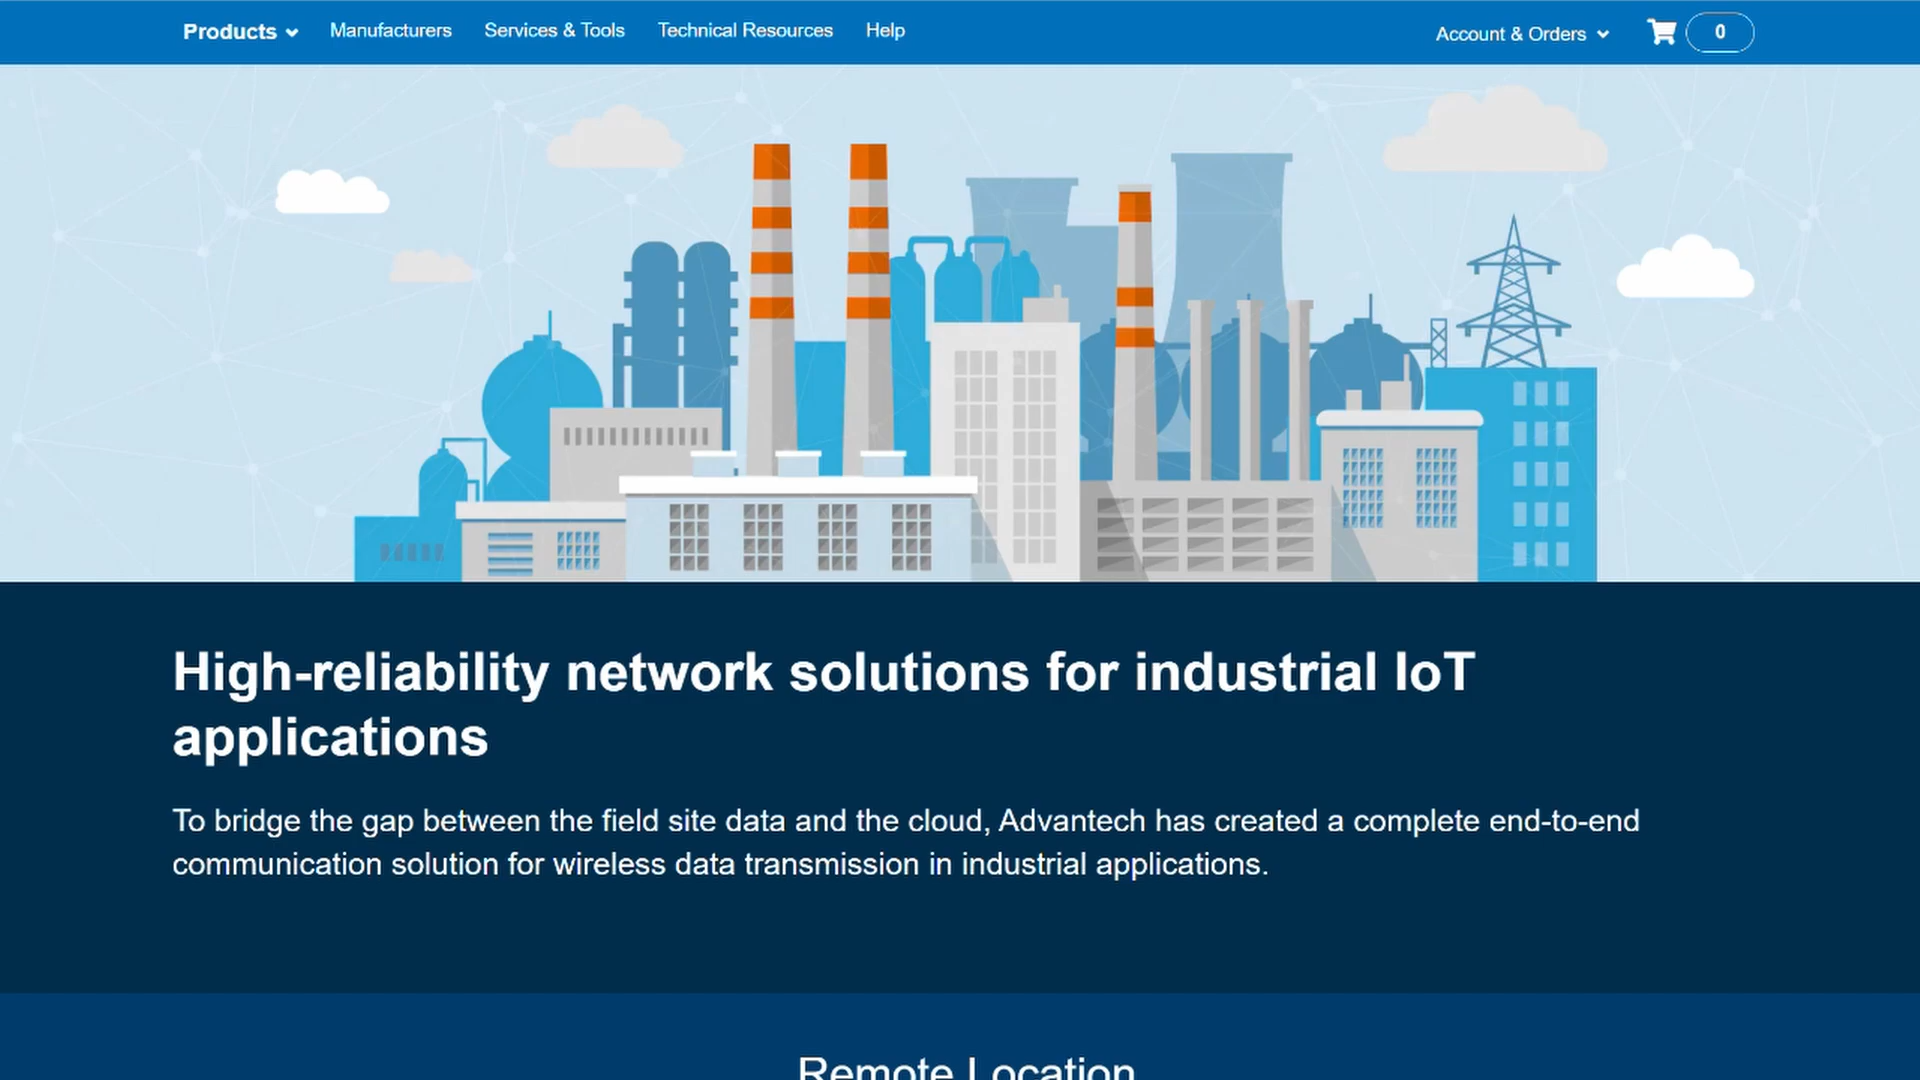 Products
Manufacturers
Services & Tools
Technical Resources
Help
Account & Orders
0
High-reliability network solutions for industrial IoT
applications
To bridge the gap between the field site data and the cloud, Advantech has created a complete end-to-end
communication solution for wireless data transmission in industrial applications.
Remote Location